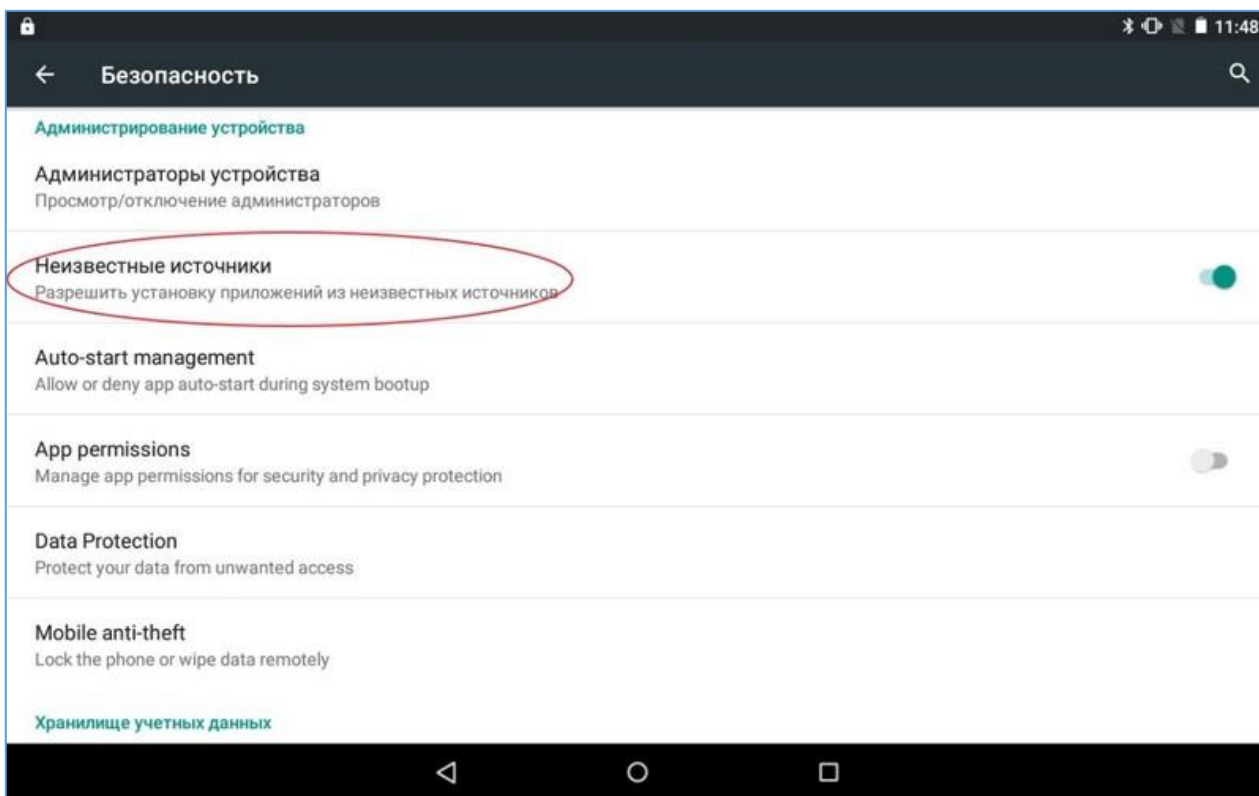 11:48
Безопасность
Администрирование устройства
Администраторы устройства
Просмотр/отключение администраторов
Неизвестные источники
Разрешить установку приложений из неизвестных источников
Auto-start management
Allow or deny app auto-start during system bootup
App permissions
Manage app permissions for security and privacy protection
Data Protection
Protect your data from unwanted access
Mobile anti-theft
Lock the phone or wipe data remotely
Хранилище учетных данных